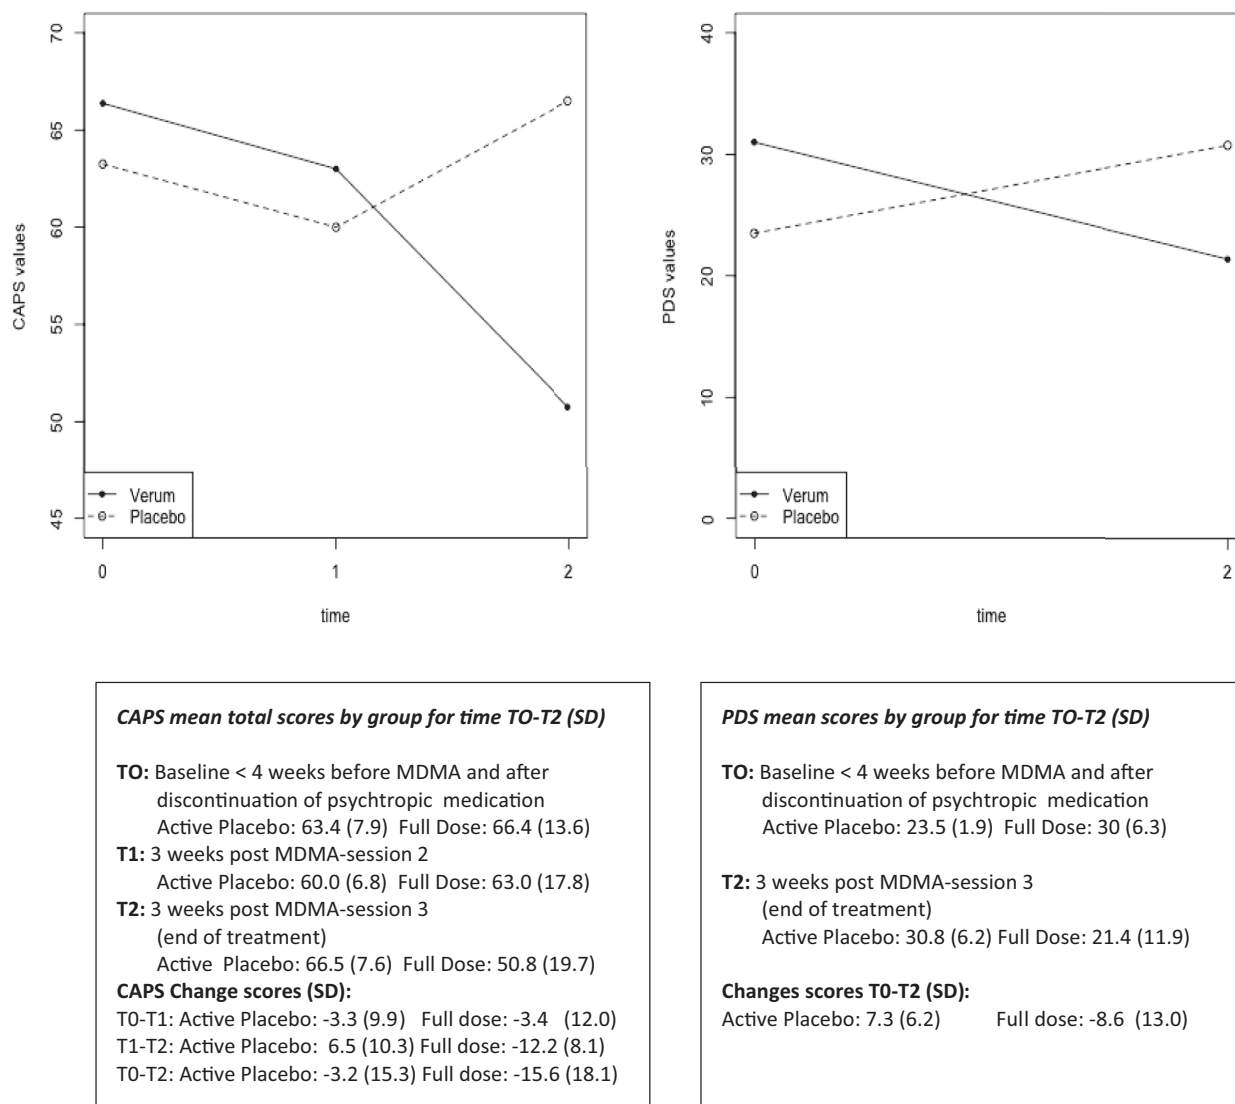 70
65
60
55
50
45
CAPS values
Verum
Placebo
0 1 2
time
40
30
20
10
0
PDS values
Verum
Placebo
0 2
time
CAPS mean total scores by group for time TO-T2 (SD)
TO: Baseline < 4 weeks before MDMA and after
discontinuation of psychtropic medication
Active Placebo: 63.4 (7.9) Full Dose: 66.4 (13.6)
T1: 3 weeks post MDMA-session 2
Active Placebo: 60.0 (6.8) Full Dose: 63.0 (17.8)
T2: 3 weeks post MDMA-session 3
(end of treatment)
Active Placebo: 66.5 (7.6) Full Dose: 50.8 (19.7)
CAPS Change scores (SD):
T0-T1: Active Placebo: -3.3 (9.9) Full dose: -3.4 (12.0)
T1-T2: Active Placebo: 6.5 (10.3) Full dose: -12.2 (8.1)
T0-T2: Active Placebo: -3.2 (15.3) Full dose: -15.6 (18.1)
PDS mean scores by group for time TO-T2 (SD)
TO: Baseline < 4 weeks before MDMA and after
discontinuation of psychtropic medication
Active Placebo: 23.5 (1.9) Full Dose: 30 (6.3)
T2: 3 weeks post MDMA-session 3
(end of treatment)
Active Placebo: 30.8 (6.2) Full Dose: 21.4 (11.9)
Changes scores T0-T2 (SD):
Active Placebo: 7.3 (6.2) Full dose: -8.6 (13.0)